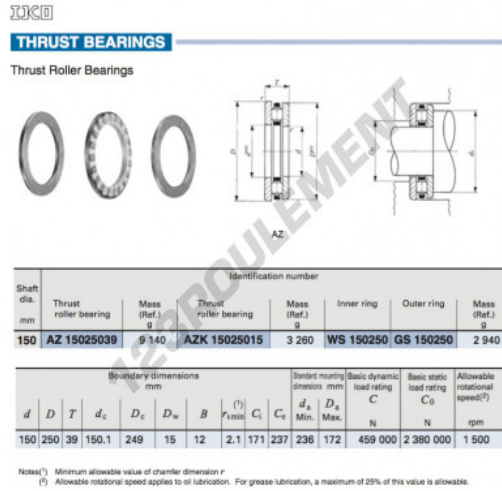 IKO
THRUST BEARINGS
Thrust Roller Bearings
T
r
D
d
d
D
Da
da
AZ
123ROULEMENT
Identification number
Shaft dia. mm
Thrust roller bearing
Mass (Ref.) g
Thrust roller bearing
Mass (Ref.) g
Inner ring
Outer ring
Mass (Ref.) g
150 AZ 15025039 9 140 AZK 15025015 3 260 WS 150250 GS 150250 2 940
Boundary dimensions mm
Standard mounting dimensions mm
Basic dynamic load rating C N
Basic static load rating C0 N
Allowable rotational speed(2) rpm
d D T dc Dc Dw B rs min(1) Ci Ce da Min. Da Max.
150 250 39 150.1 249 15 12 2.1 171 237 236 172 459 000 2 380 000 1 500
Notes(1) Minimum allowable value of chamfer dimension r
(2) Allowable rotational speed applies to oil lubrication. For grease lubrication, a maximum of 25% of this value is allowable.